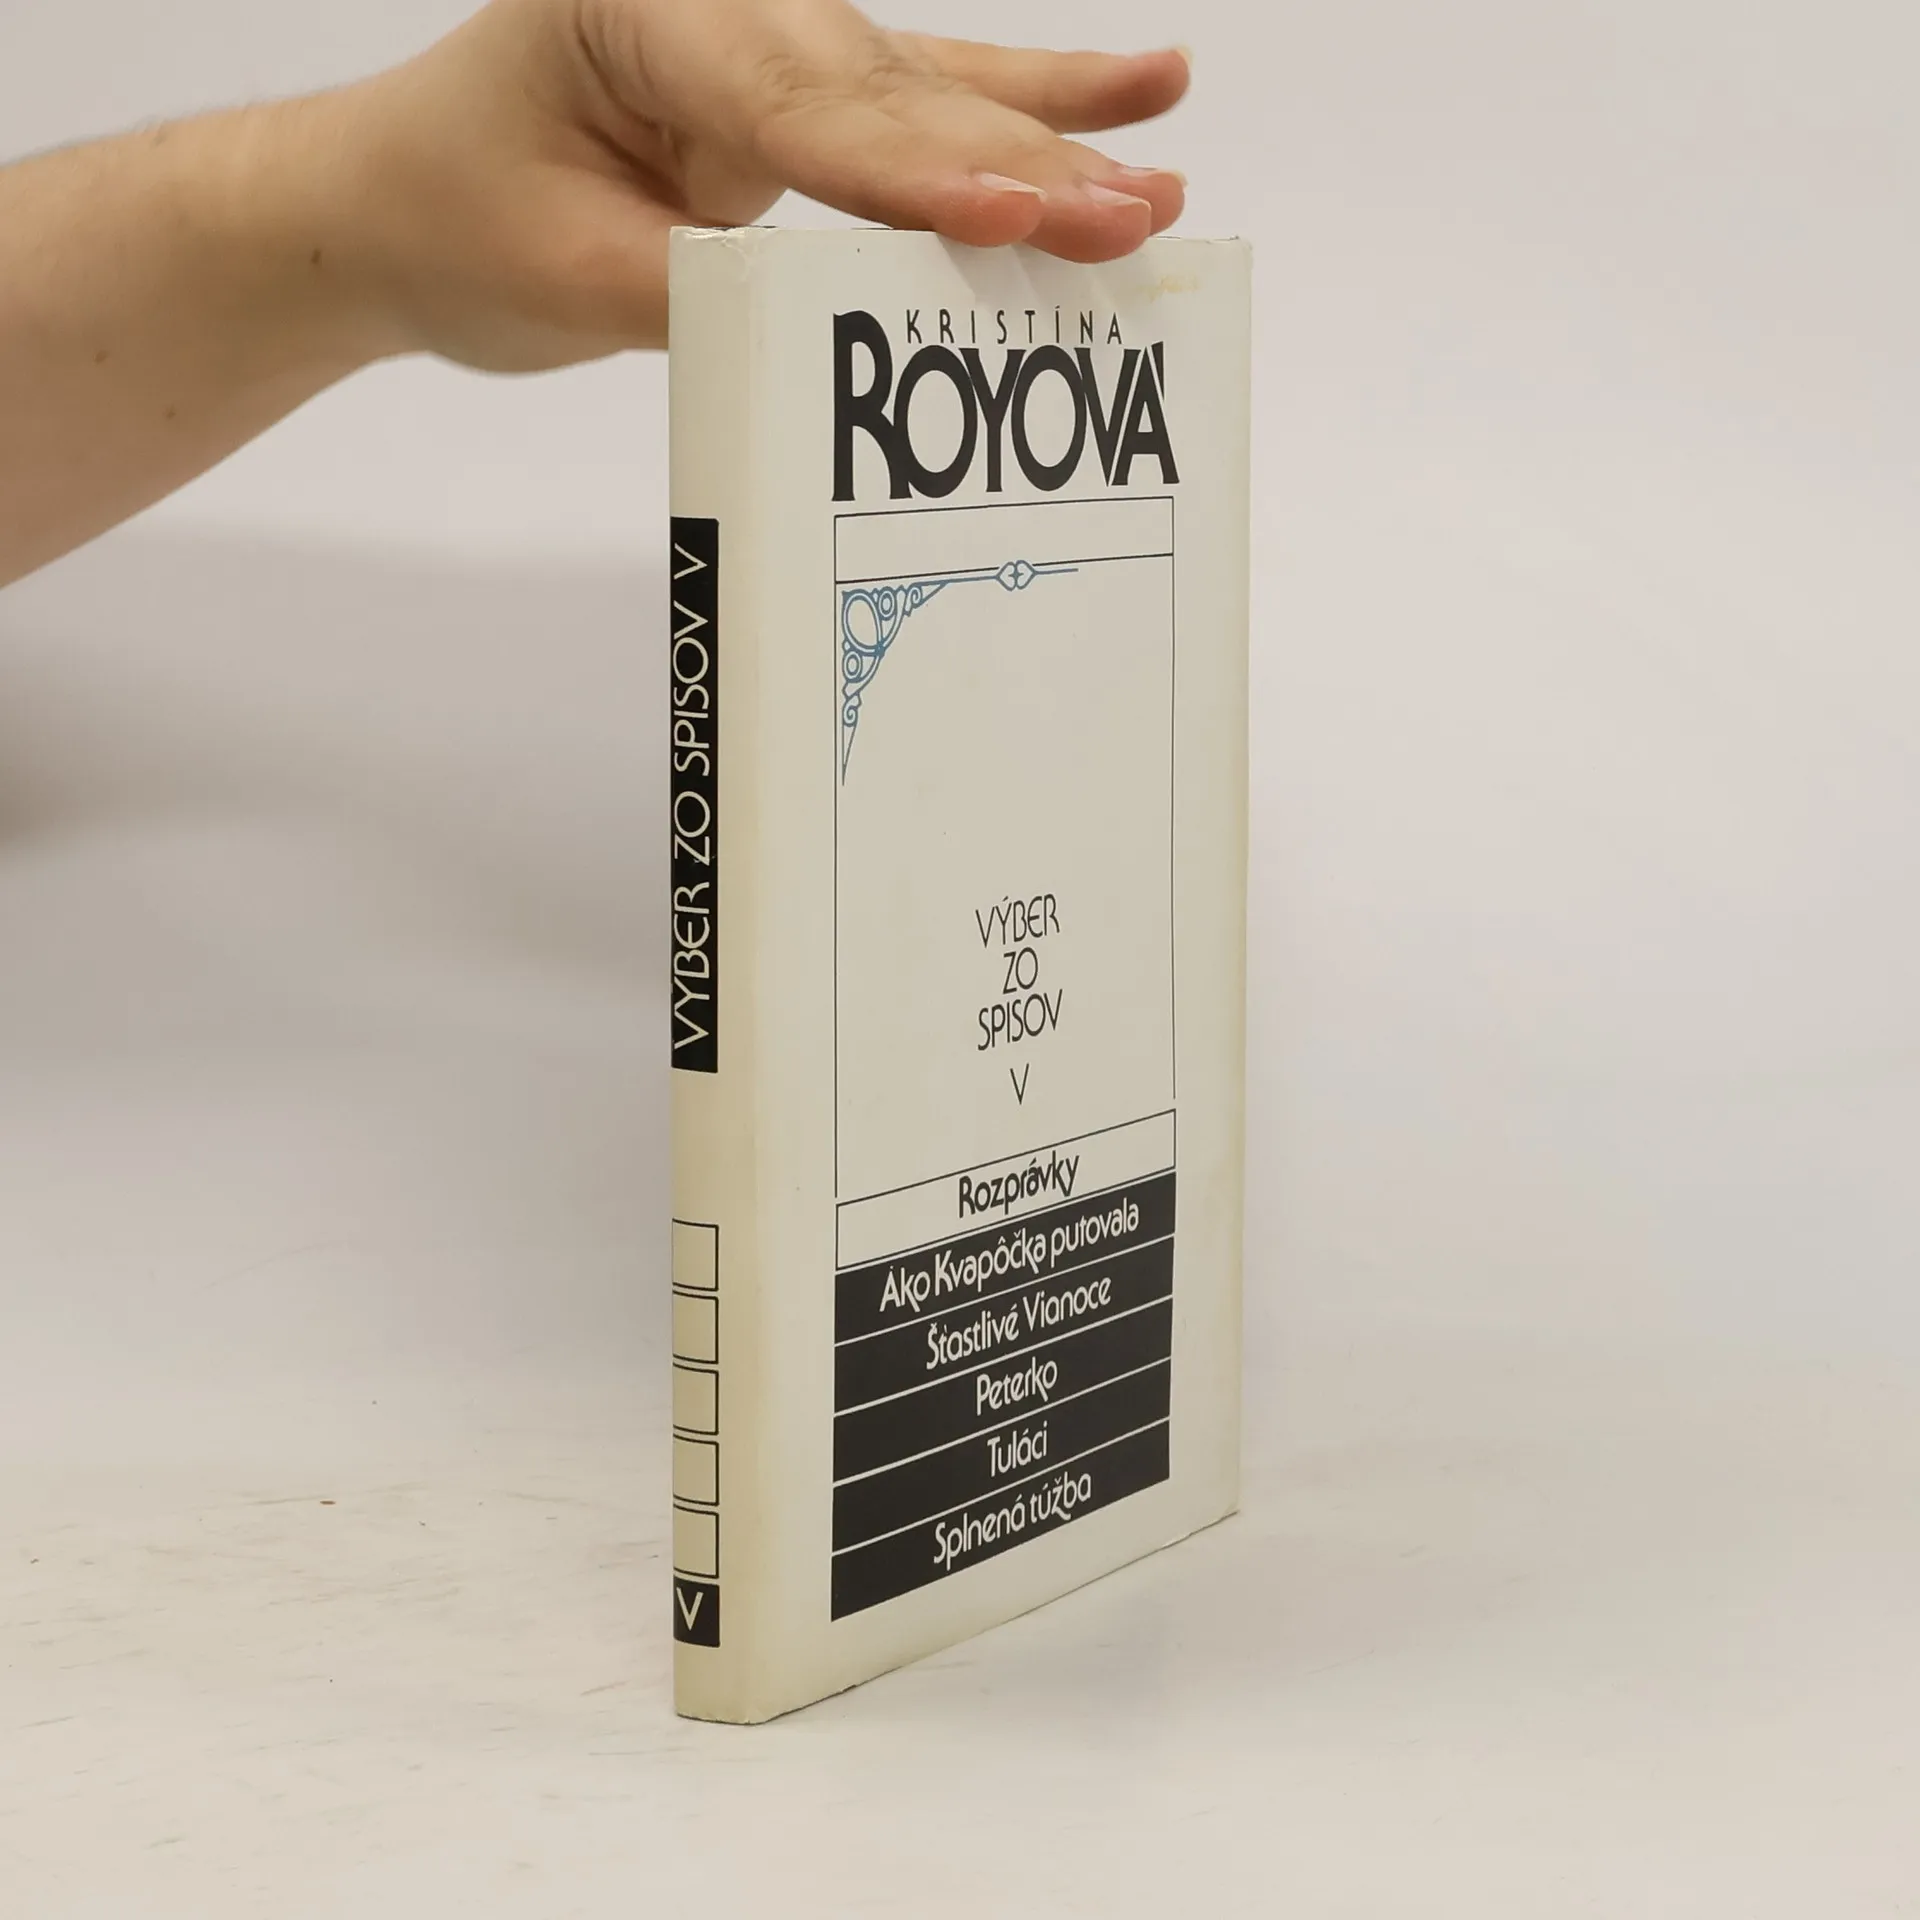 KRISTÍNA
ROYOVÁ
VÝBER
ZO
SPISOV
V
Rozprávky
Ako Kvapôčka putovala
Šťastlivé Vianoce
Peterko
Tuláci
Splnená túžba
VÝBER ZO SPISOV V
V